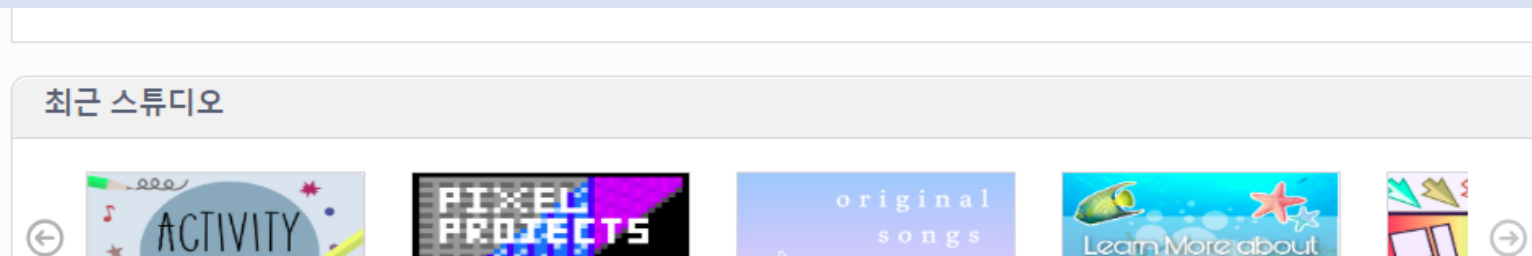 최근 스튜디오
ACTIVITY
PIXEL
PROJECTS
original
songs
Learn More about